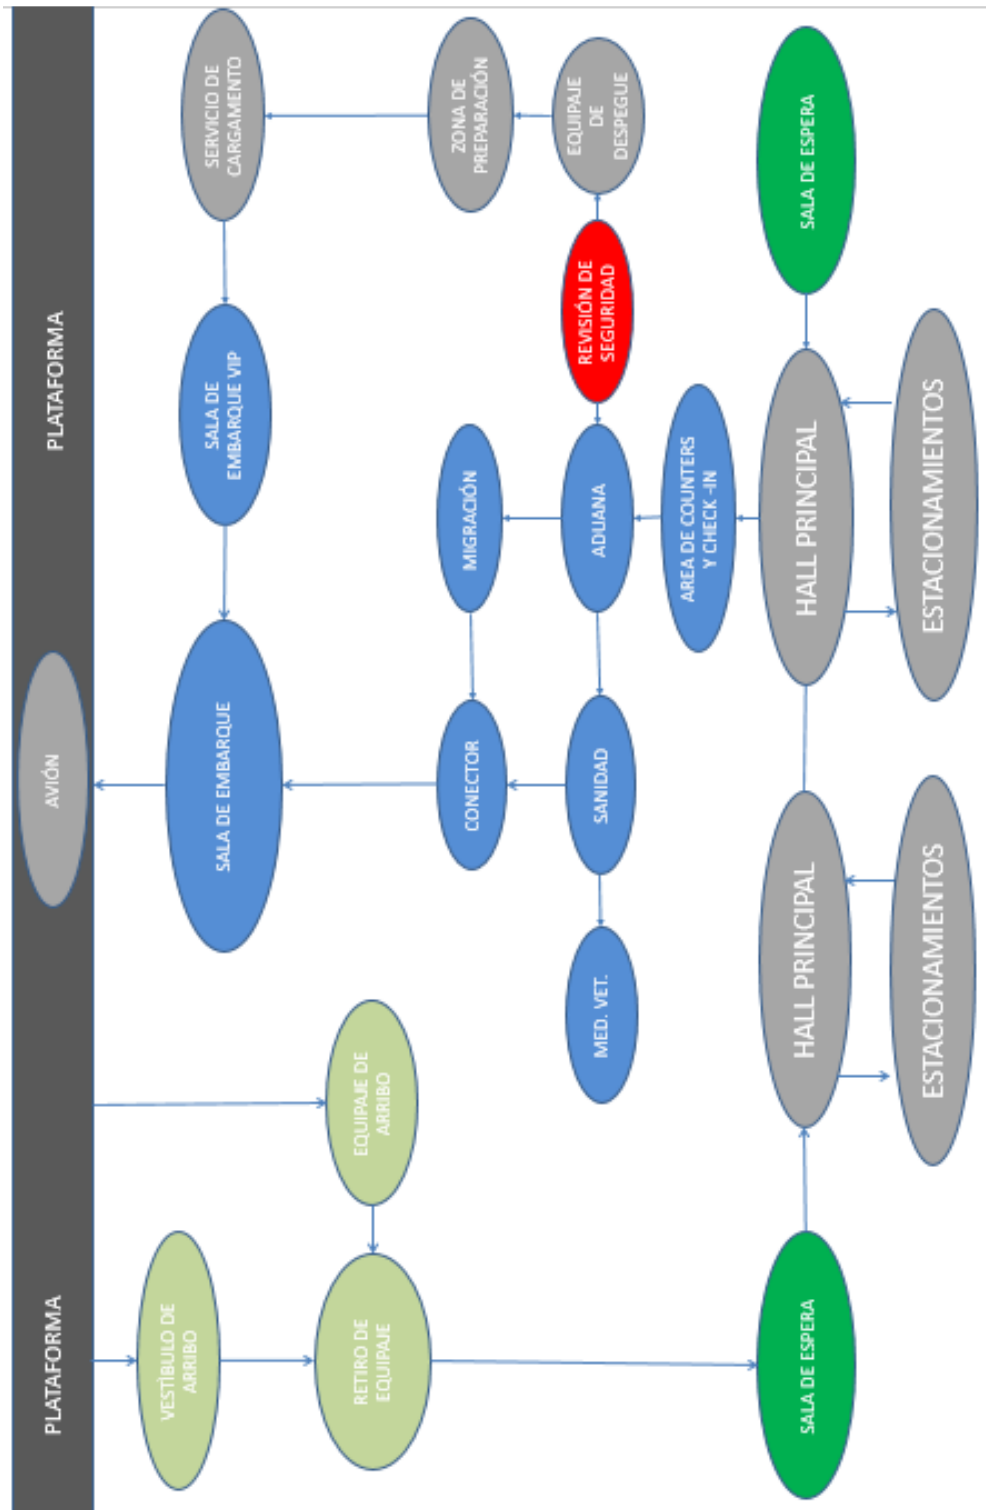 PLATAFORMA
AVIÓN
PLATAFORMA
VESTÌBULO DE
ARRIBO
SALA DE EMBARQUE
SALA DE
EMBARQUE VIP
SERVICIO DE
CARGAMENTO
RETIRO DE
EQUIPAJE
EQUIPAJE DE
ARRIBO
CONECTOR
MIGRACIÓN
ZONA DE
PREPARACIÓN
MED. VET.
SANIDAD
ADUANA
REVISIÓN DE
SEGURIDAD
EQUIPAJE
DE
DESPEGUE
AREA DE COUNTERS
Y CHECK -IN
SALA DE ESPERA
HALL PRINCIPAL
HALL PRINCIPAL
SALA DE ESPERA
ESTACIONAMIENTOS
ESTACIONAMIENTOS